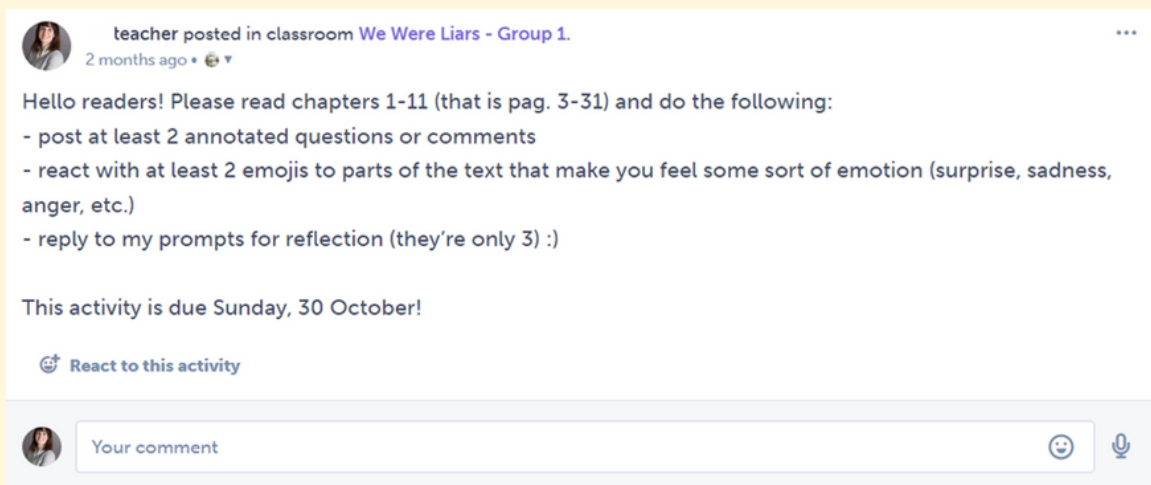 teacher posted in classroom We Were Liars - Group 1.
2 months ago •
Hello readers! Please read chapters 1-11 (that is pag. 3-31) and do the following:
- post at least 2 annotated questions or comments
- react with at least 2 emojis to parts of the text that make you feel some sort of emotion (surprise, sadness,
anger, etc.)
- reply to my prompts for reflection (they’re only 3) :)
This activity is due Sunday, 30 October!
React to this activity
Your comment